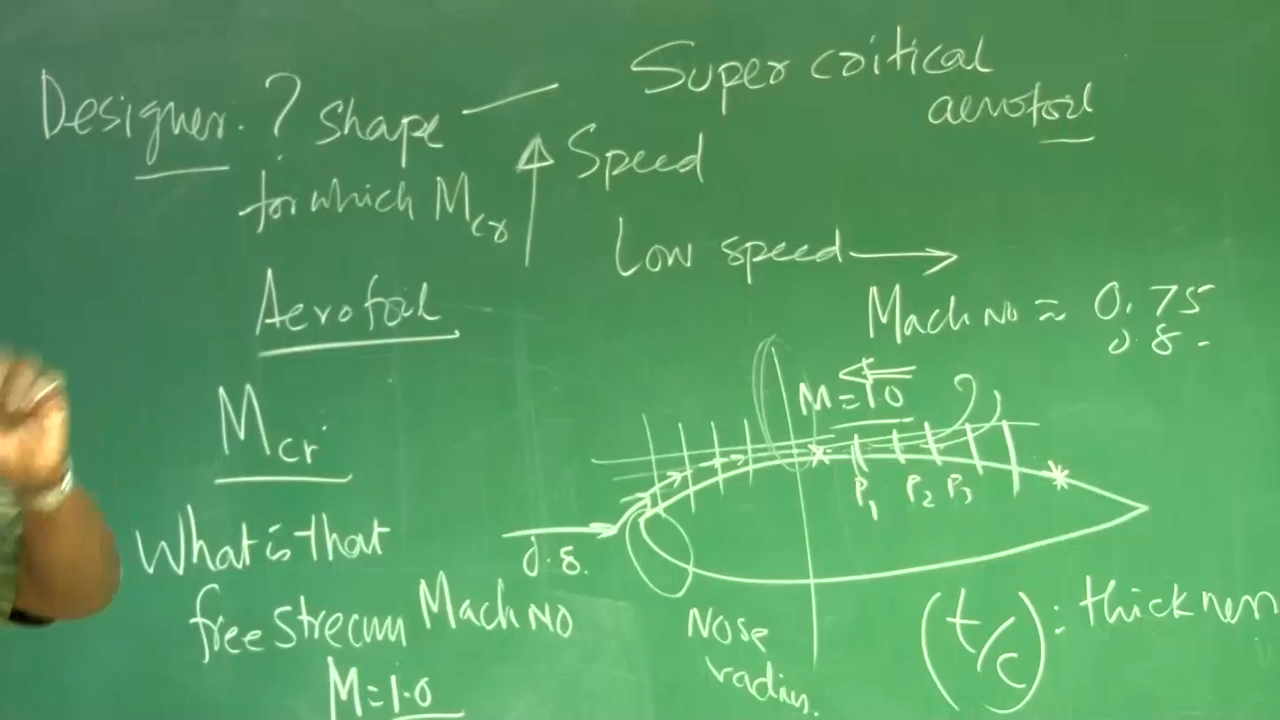 Designer. ? shape — Super critical
aerofoil
for which Mcr ↑ Speed
Low speed →
Aerofoil
Mach No ≈ 0.75
0.8 -
Mcr
M = 1.0
P1 P2 P3
What is that
0.8.
free stream Mach NO
M = 1.0
Nose
radius.
(t/c) : thickness